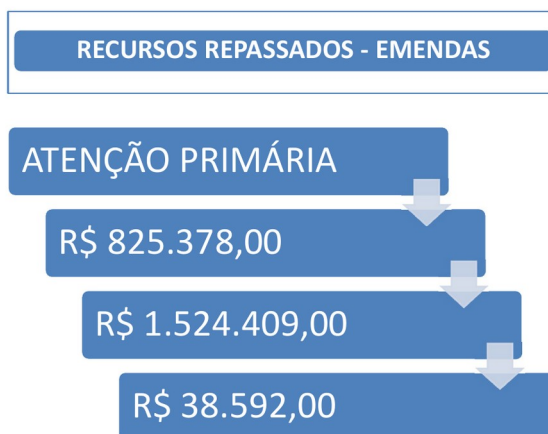 RECURSOS REPASSADOS - EMENDAS
ATENÇÃO PRIMÁRIA
R$ 825.378,00
R$ 1.524.409,00
R$ 38.592,00